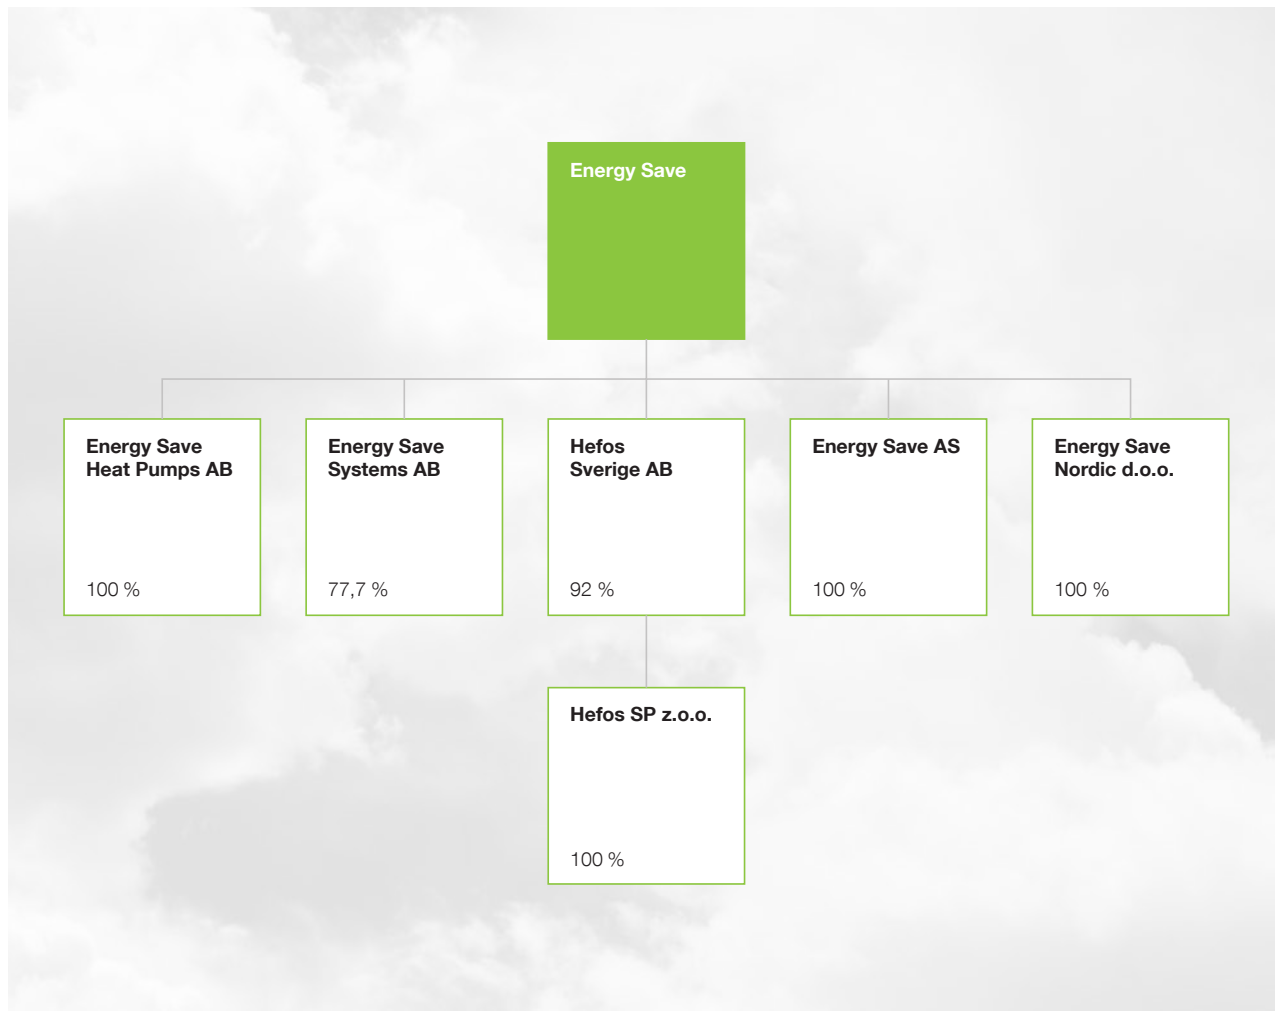 Energy Save
Energy Save
Heat Pumps AB
100 %
Energy Save
Systems AB
77,7 %
Hefos
Sverige AB
92 %
Energy Save AS
100 %
Energy Save
Nordic d.o.o.
100 %
Hefos SP z.o.o.
100 %